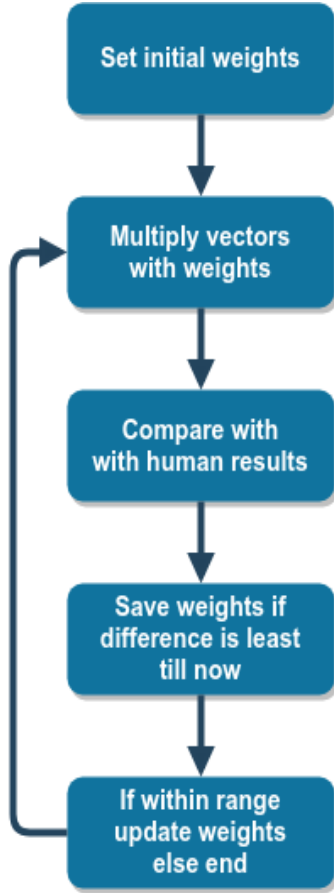 Set initial weights
Multiply vectors
with weights
Compare with
with human results
Save weights if
difference is least
till now
If within range
update weights
else end